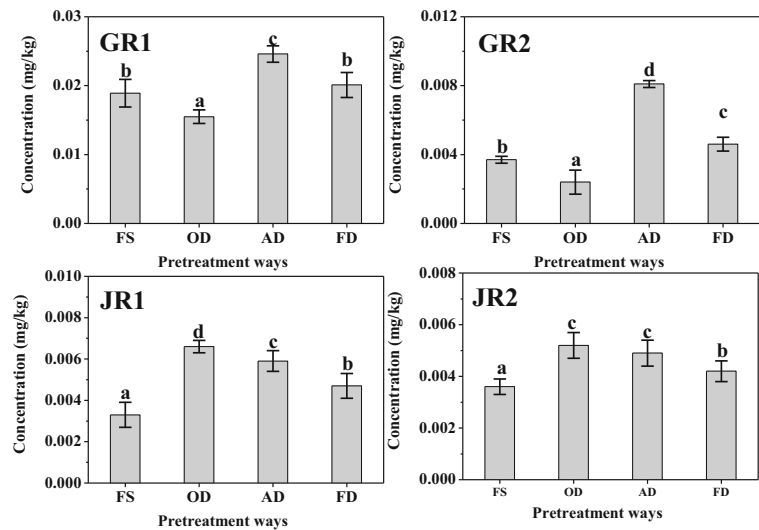 GR1
Concentration (mg/kg)
0.03
0.02
0.01
0.00
b
a
c
b
FS OD AD FD
Pretreatment ways
GR2
Concentration (mg/kg)
0.012
0.008
0.004
0.000
b
a
d
c
FS OD AD FD
Pretreatment ways
JR1
Concentration (mg/kg)
0.010
0.008
0.006
0.004
0.002
0.000
a
d
c
b
FS OD AD FD
Pretreatment ways
JR2
Concentration (mg/kg)
0.008
0.006
0.004
0.002
0.000
a
c
c
b
FS OD AD FD
Pretreatment ways